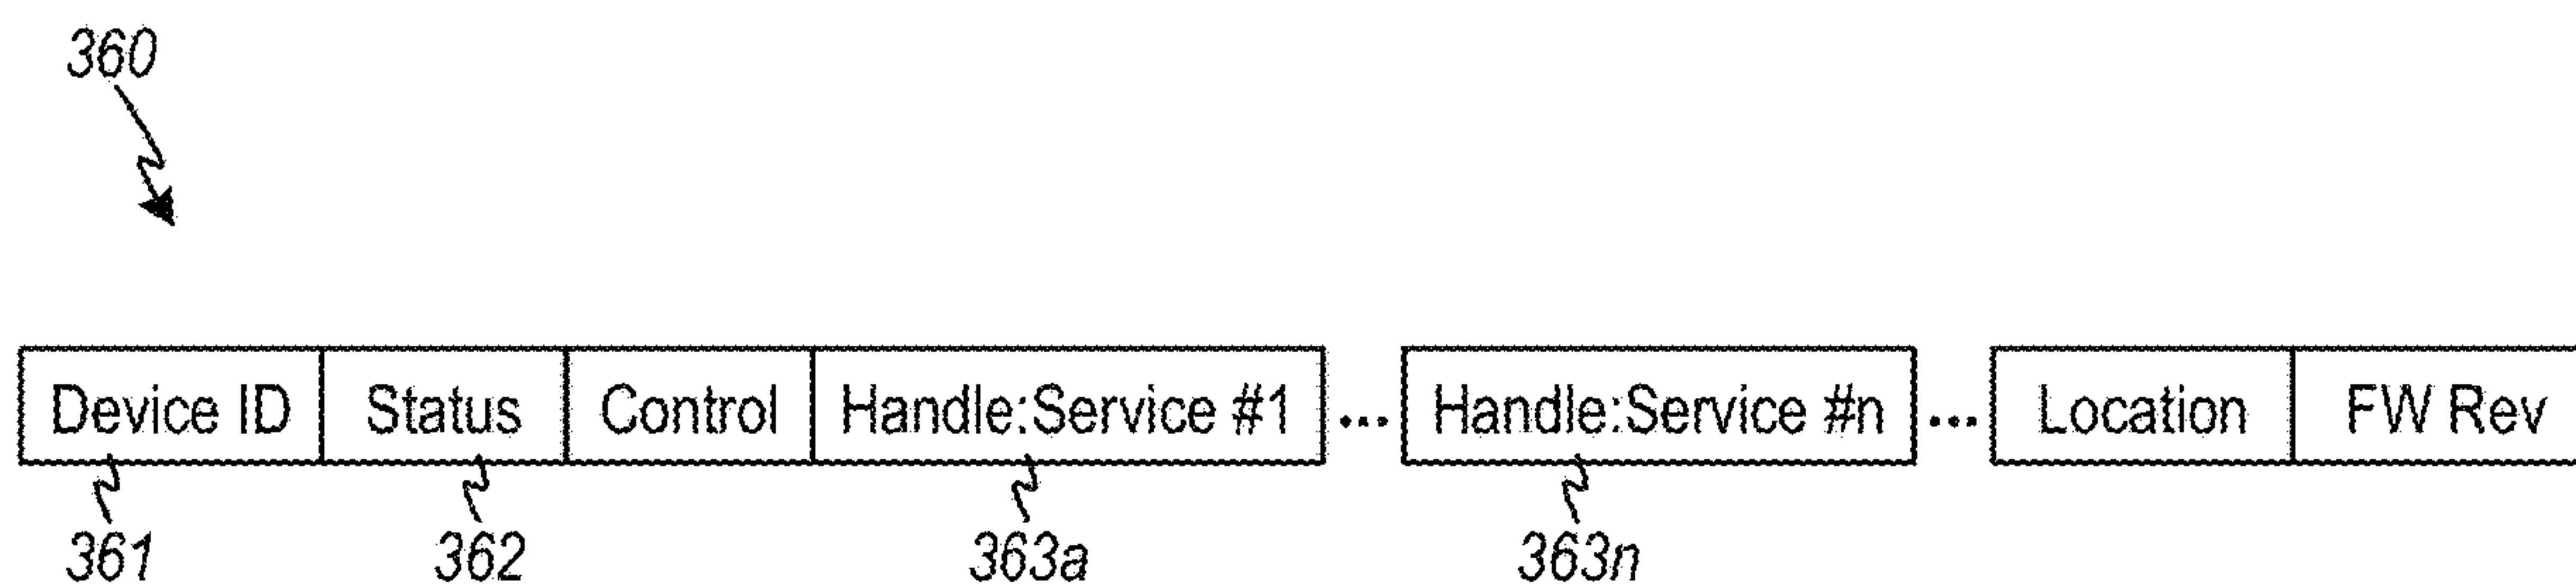 360
Device ID Status Control Handle:Service #1 ... Handle:Service #n ... Location FW Rev
361 362 363a 363n